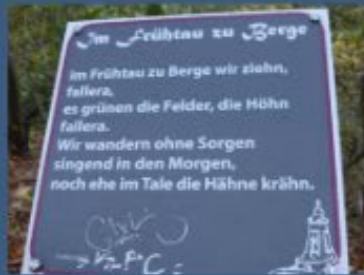 Im Frühtau zu Berge
im Frühtau zu Berge wir ziehn,
fallera,
es grünen die Felder, die Höhn
fallera.
Wir wandern ohne Sorgen
singend in den Morgen,
noch ehe im Tale die Hähne krähn.